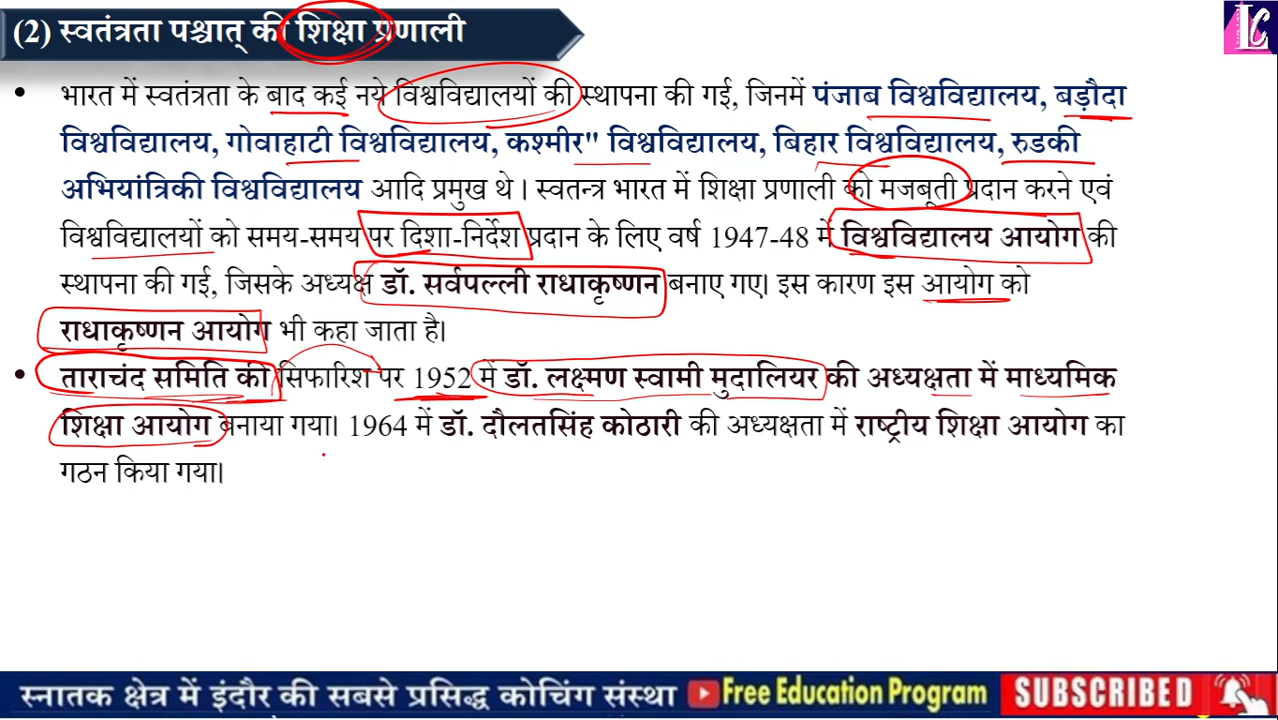 (2) स्वतंत्रता पश्चात् की शिक्षा प्रणाली
LC
• भारत में स्वतंत्रता के बाद कई नये विश्वविद्यालयों की स्थापना की गई, जिनमें पंजाब विश्वविद्यालय, बड़ौदा
विश्वविद्यालय, गोवाहाटी विश्वविद्यालय, कश्मीर" विश्वविद्यालय, बिहार विश्वविद्यालय, रुडकी
अभियांत्रिकी विश्वविद्यालय आदि प्रमुख थे । स्वतन्त्र भारत में शिक्षा प्रणाली को मजबूती प्रदान करने एवं
विश्वविद्यालयों को समय-समय पर दिशा-निर्देश प्रदान के लिए वर्ष 1947-48 में विश्वविद्यालय आयोग की
स्थापना की गई, जिसके अध्यक्ष डॉ. सर्वपल्ली राधाकृष्णन बनाए गए। इस कारण इस आयोग को
राधाकृष्णन आयोग भी कहा जाता है।
• ताराचंद समिति की सिफारिश पर 1952 में डॉ. लक्ष्मण स्वामी मुदालियर की अध्यक्षता में माध्यमिक
शिक्षा आयोग बनाया गया। 1964 में डॉ. दौलतसिंह कोठारी की अध्यक्षता में राष्ट्रीय शिक्षा आयोग का
गठन किया गया।
स्नातक क्षेत्र में इंदौर की सबसे प्रसिद्ध कोचिंग संस्था Free Education Program SUBSCRIBED